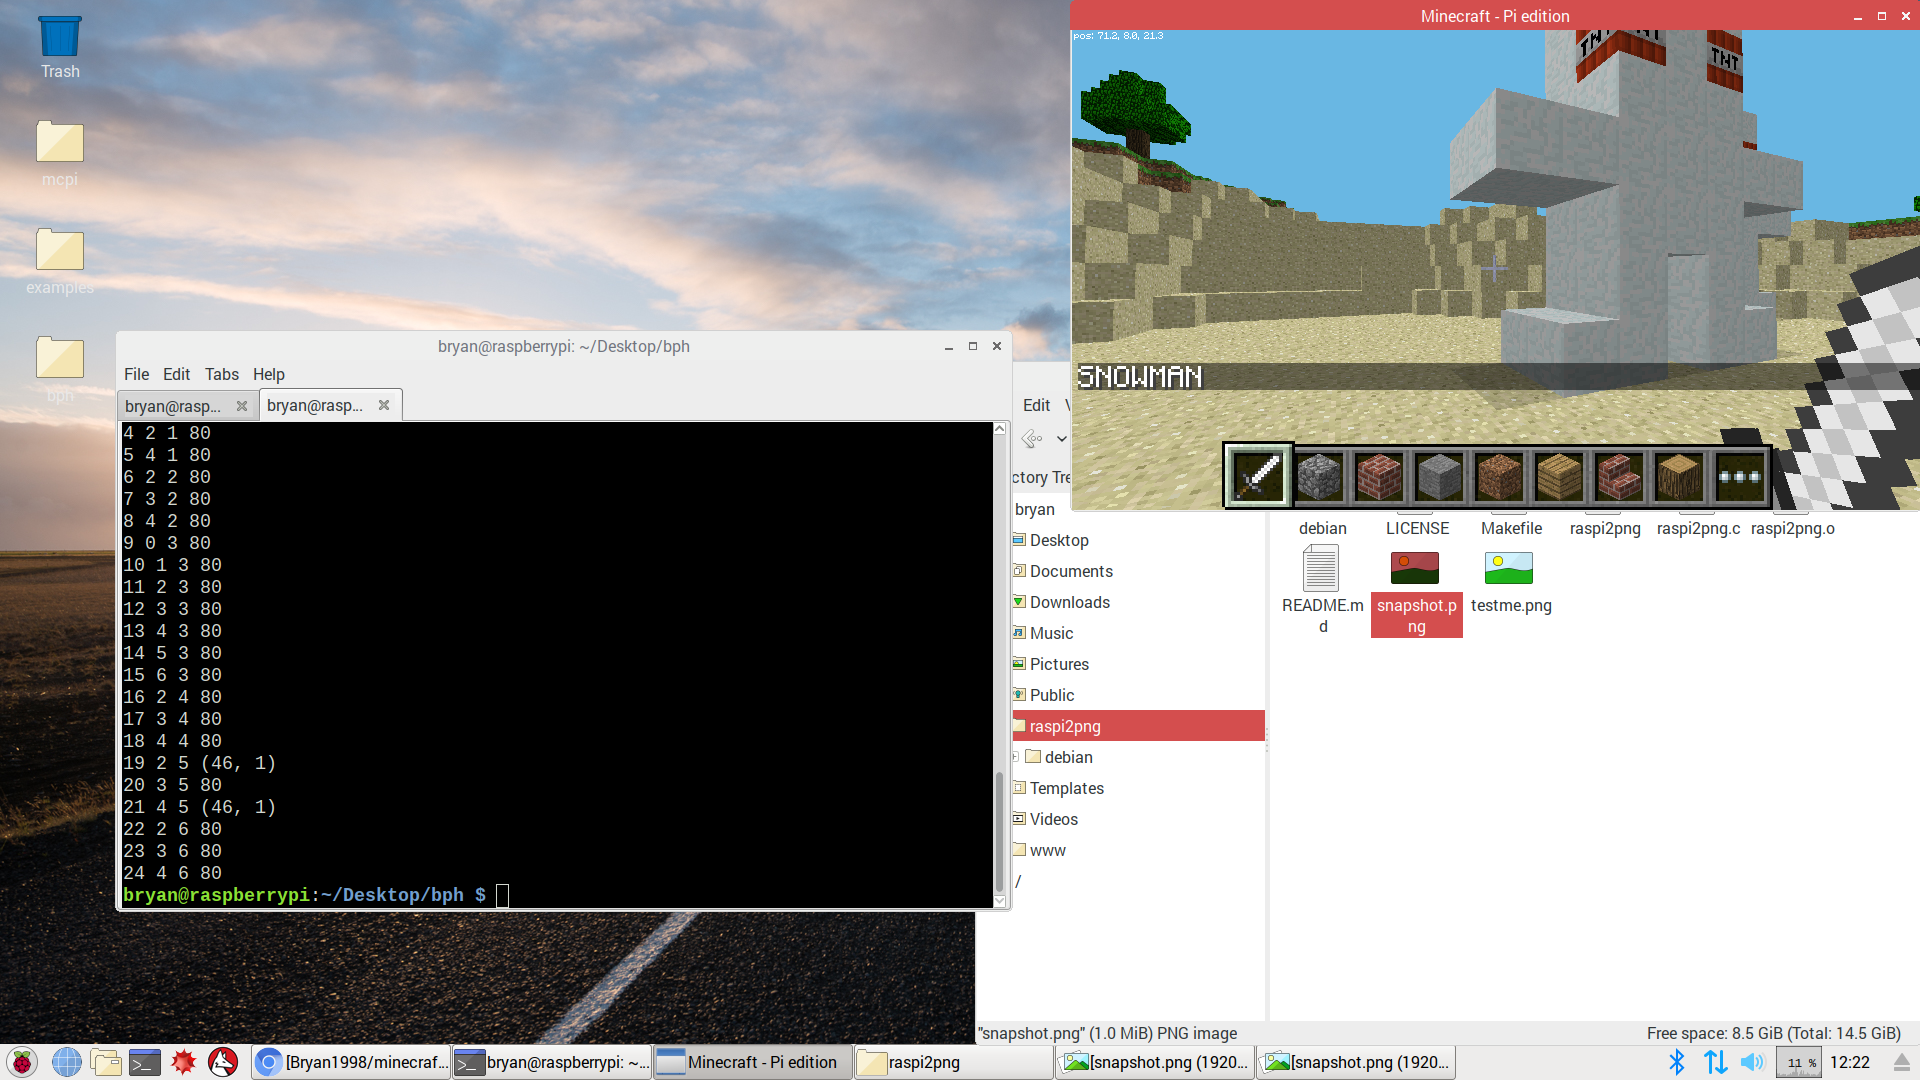 Trash
mcpi
examples
bph
Minecraft - Pi edition
pos: 71.2, 8.0, 21.3
TNT
TNT
SNOWMAN
bryan@raspberrypi: ~/Desktop/bph
File Edit Tabs Help
bryan@rasp...
bryan@rasp...
4 2 1 80
5 4 1 80
6 2 2 80
7 3 2 80
8 4 2 80
9 0 3 80
10 1 3 80
11 2 3 80
12 3 3 80
13 4 3 80
14 5 3 80
15 6 3 80
16 2 4 80
17 3 4 80
18 4 4 80
19 2 5 (46, 1)
20 3 5 80
21 4 5 (46, 1)
22 2 6 80
23 3 6 80
24 4 6 80
bryan@raspberrypi:~/Desktop/bph $
Edit V
ctory Tre
bryan
Desktop
Documents
Downloads
Music
Pictures
Public
raspi2png
debian
Templates
Videos
www
/
debian
LICENSE
Makefile
raspi2png
raspi2png.c
raspi2png.o
README.m
d
snapshot.p
ng
testme.png
"snapshot.png" (1.0 MiB) PNG image
Free space: 8.5 GiB (Total: 14.5 GiB)
[Bryan1998/minecraf...
bryan@raspberrypi: ~...
Minecraft - Pi edition
raspi2png
[snapshot.png (1920...
[snapshot.png (1920...
11 %
12:22